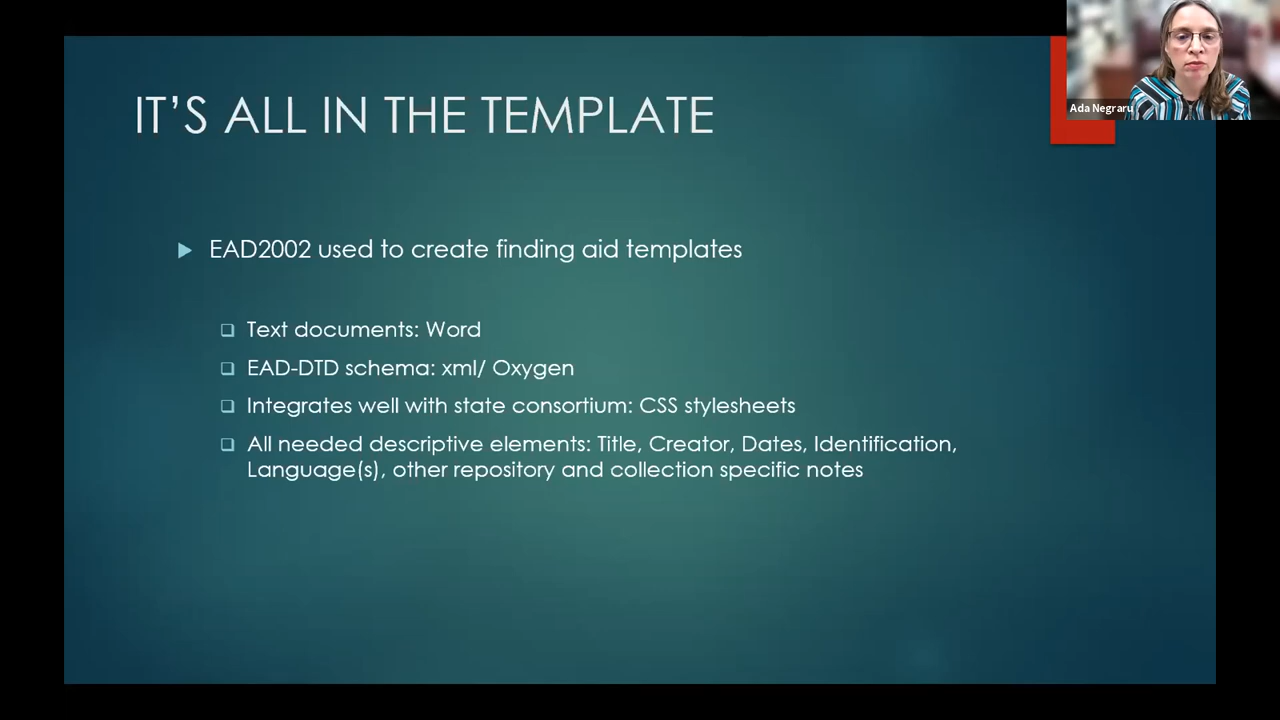 IT’S ALL IN THE TEMPLATE
Ada Negraru
EAD2002 used to create finding aid templates
Text documents: Word
EAD-DTD schema: xml/ Oxygen
Integrates well with state consortium: CSS stylesheets
All needed descriptive elements: Title, Creator, Dates, Identification,
Language(s), other repository and collection specific notes